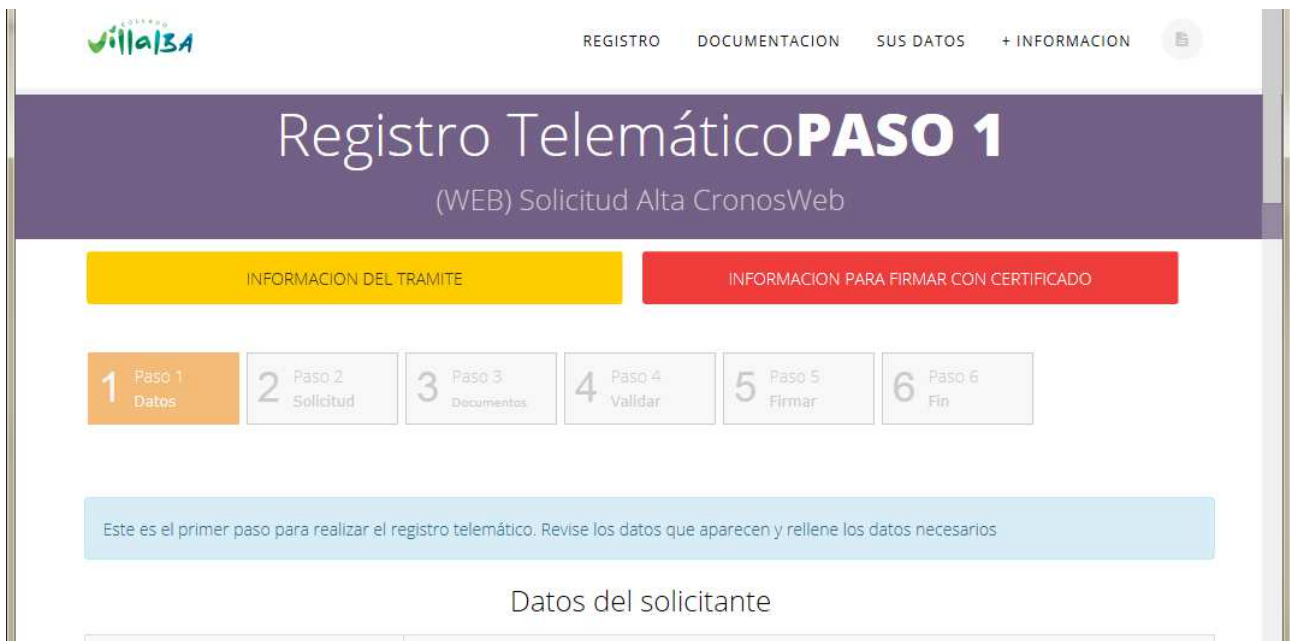 COLLADO
VillalBA
REGISTRO DOCUMENTACION SUS DATOS + INFORMACION
Registro TelemáticoPASO 1
(WEB) Solicitud Alta CronosWeb
INFORMACION DEL TRAMITE INFORMACION PARA FIRMAR CON CERTIFICADO
1 Paso 1 Datos 2 Paso 2 Solicitud 3 Paso 3 Documentos 4 Paso 4 Validar 5 Paso 5 Firmar 6 Paso 6 Fin
Este es el primer paso para realizar el registro telemático. Revise los datos que aparecen y rellene los datos necesarios
Datos del solicitante